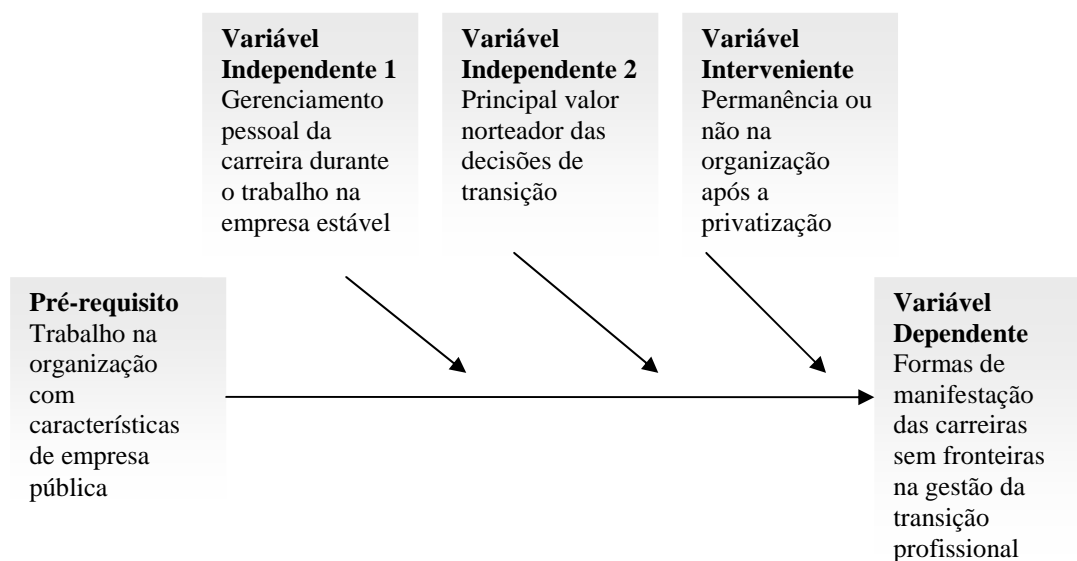 Variável
Independente 1
Gerenciamento
pessoal da
carreira durante
o trabalho na
empresa estável
Variável
Independente 2
Principal valor
norteador das
decisões de
transição
Variável
Interveniente
Permanência ou
não na
organização
após a
privatização
Pré-requisito
Trabalho na
organização
com
características
de empresa
pública
Variável
Dependente
Formas de
manifestação
das carreiras
sem fronteiras
na gestão da
transição
profissional